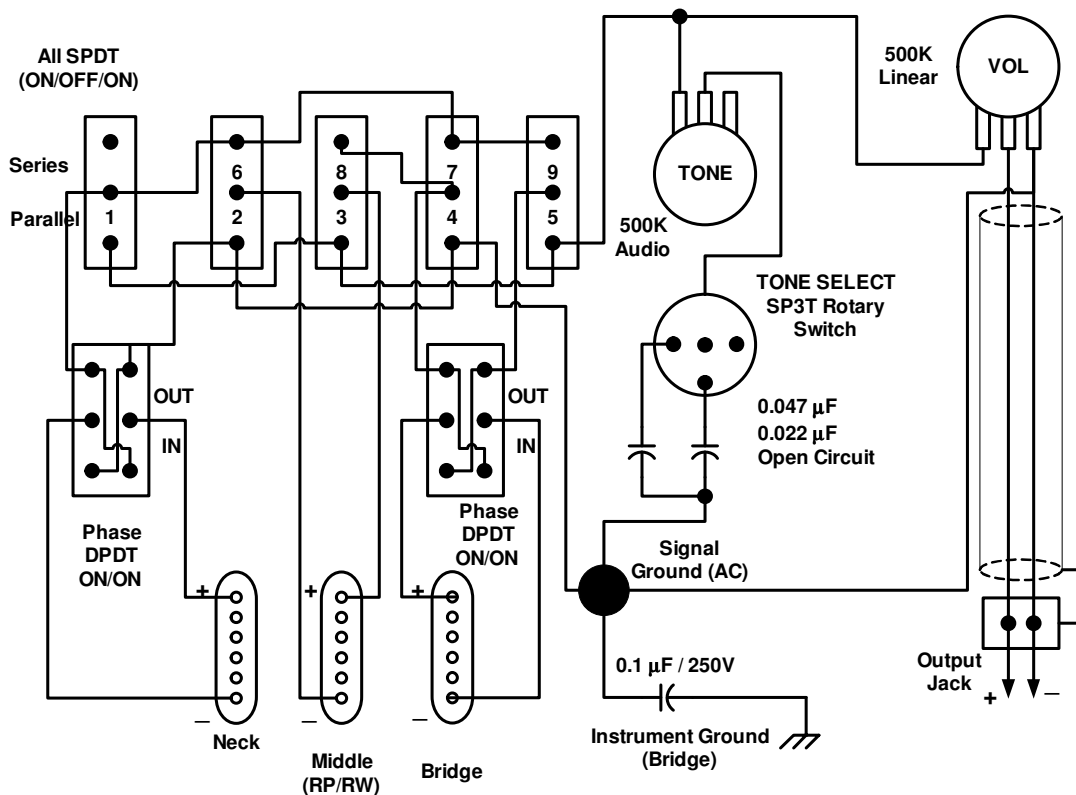 All SPDT
(ON/OFF/ON)
500K
Linear
VOL
Series
6
8
7
9
TONE
Parallel
1
2
3
4
5
500K
Audio
TONE SELECT
SP3T Rotary
Switch
OUT
IN
OUT
IN
0.047 µF
0.022 µF
Open Circuit
Phase
DPDT
ON/ON
Phase
DPDT
ON/ON
Signal
Ground (AC)
+
+
+
0.1 µF / 250V
Output
Jack
+
–
–
–
–
Neck
Middle
(RP/RW)
Bridge
Instrument Ground
(Bridge)